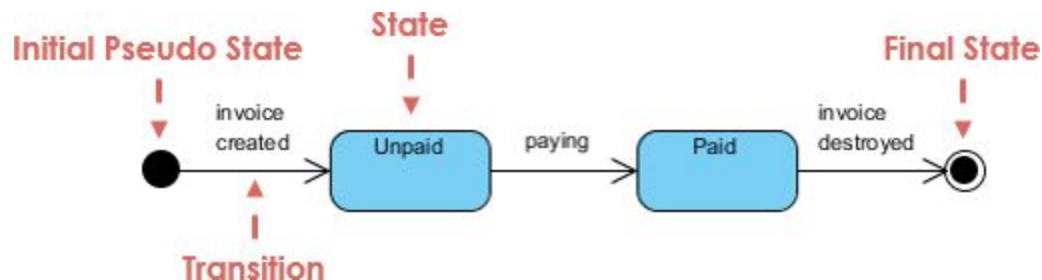 State
Initial Pseudo State
Final State
invoice
created
Unpaid
paying
Paid
invoice
destroyed
Transition